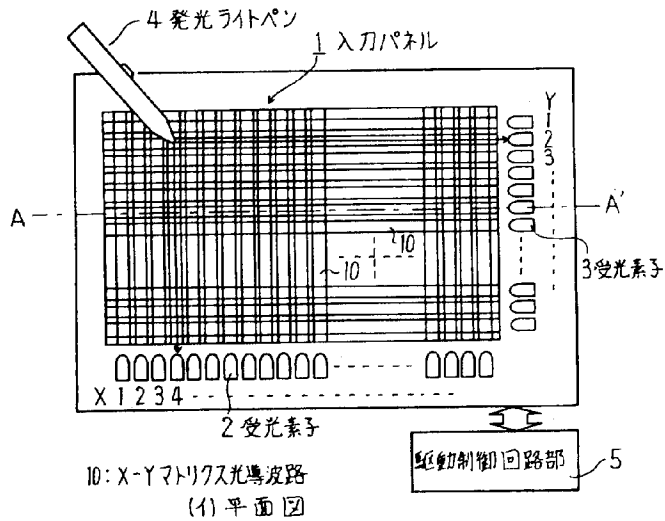 4 発光ライトペン
1 入力パネル
Y
1
2
3
A
A'
10
10
3 受光素子
X 1 2 3 4
2 受光素子
駆動制御回路部
5
10: X-Yマトリクス光導波路
(イ) 平面図